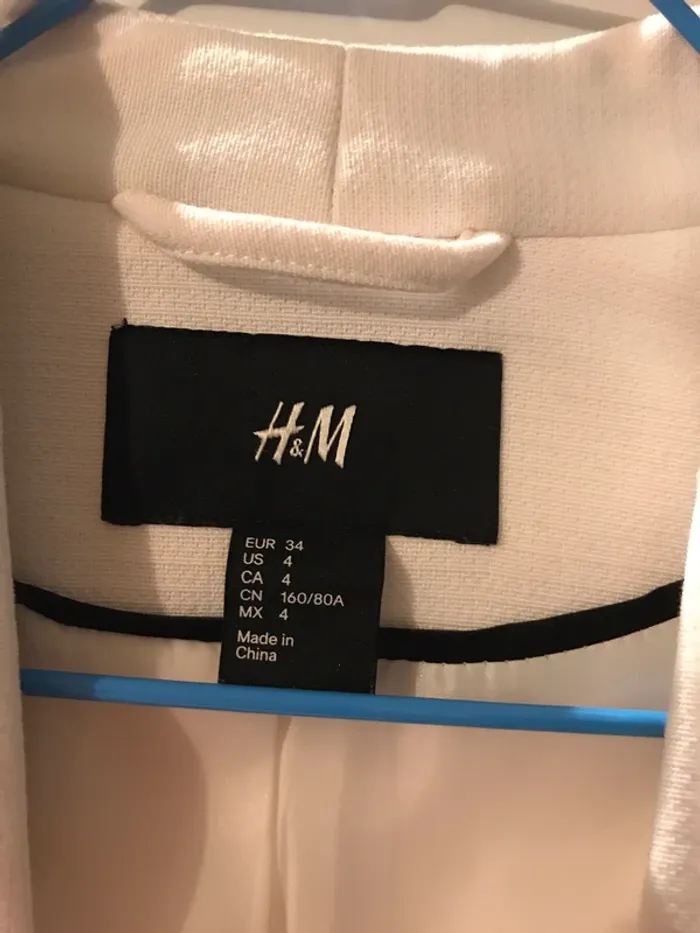 H&M
EUR 34
US 4
CA 4
CN 160/80A
MX 4
Made in
China